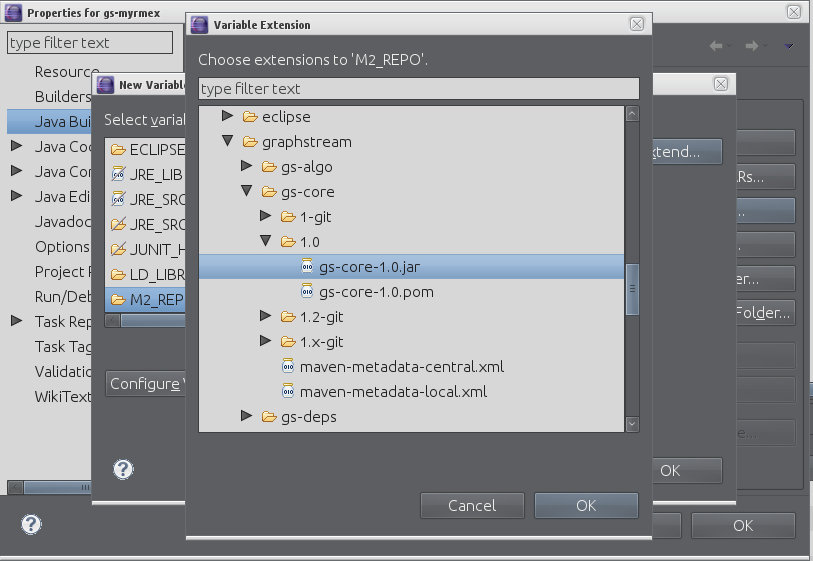 Properties for gs-myrmex
type filter text
Resource
Builders
Java Bui
Java Co
Java Con
Java Edi
Javadoc
Options
Project R
Run/Deb
Task Rep
Task Tag
Validatio
WikiText
New Variabl
Select varial
ECLIPSE
JRE_LIB
JRE_SRC
JRE_SRC
JUNIT_H
LD_LIBR
M2_REP
Configure V
Variable Extension
Choose extensions to 'M2_REPO'.
type filter text
eclipse
graphstream
gs-algo
gs-core
1-git
1.0
gs-core-1.0.jar
gs-core-1.0.pom
1.2-git
1.x-git
maven-metadata-central.xml
maven-metadata-local.xml
gs-deps
Cancel
OK
xtend...
OK
Rs...
...
er...
Folder...
e...
OK